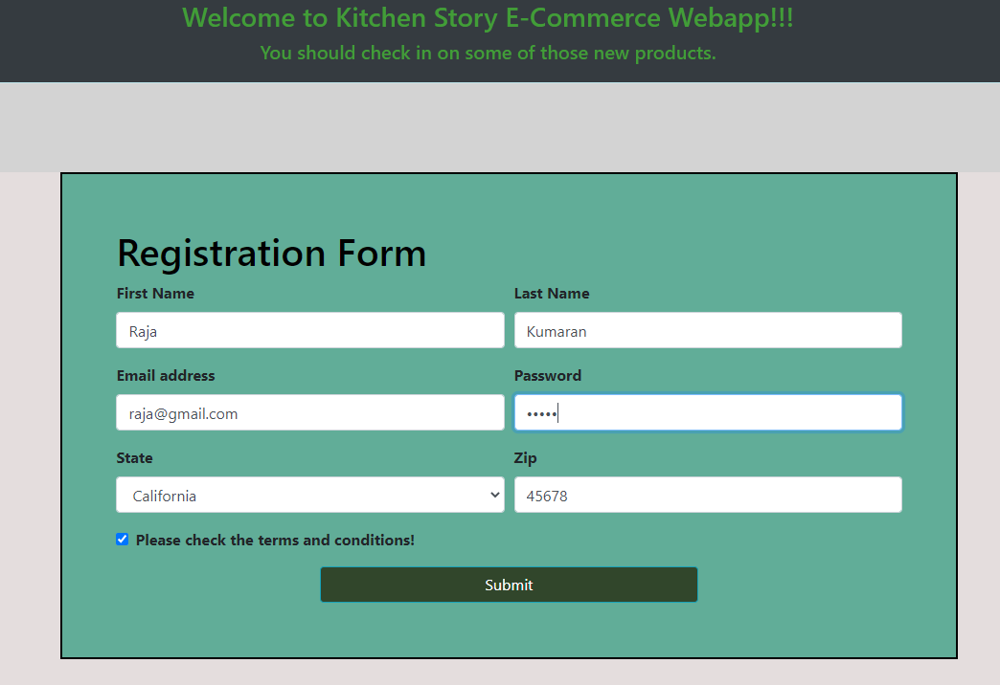 Welcome to Kitchen Story E-Commerce Webapp!!!
You should check in on some of those new products.
Registration Form
First Name Last Name
Raja Kumaran
Email address Password
raja@gmail.com •••••
State Zip
California 45678
Please check the terms and conditions!
Submit